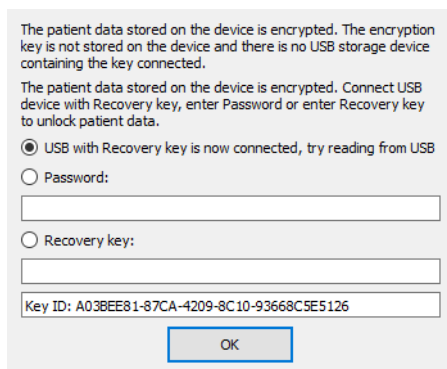 The patient data stored on the device is encrypted. The encryption
key is not stored on the device and there is no USB storage device
containing the key connected.
The patient data stored on the device is encrypted. Connect USB
device with Recovery key, enter Password or enter Recovery key
to unlock patient data.
USB with Recovery key is now connected, try reading from USB
Password:
Recovery key:
Key ID: A03BEE81-87CA-4209-8C10-93668C5E5126
OK